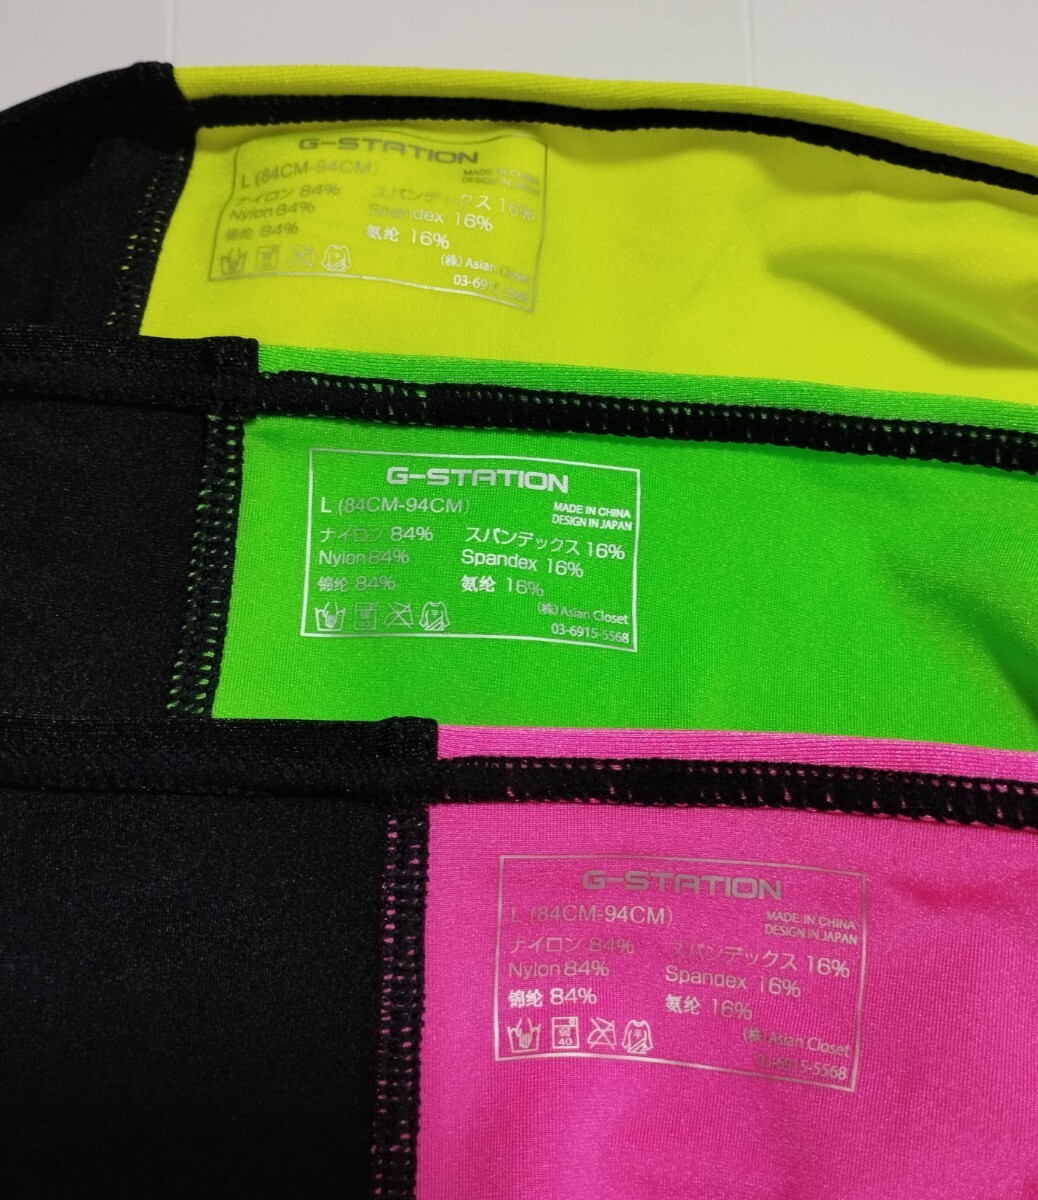 G-STATION
L (84CM-94CM)
MADE IN CHINA
DESIGN IN JAPAN
ナイロン 84%
スパンデックス 16%
Nylon 84%
Spandex 16%
锦纶 84%
氨纶 16%
(株) Asian Closet
03-6915-5568
G-STATION
L (84CM-94CM)
MADE IN CHINA
DESIGN IN JAPAN
ナイロン 84%
スパンデックス 16%
Nylon 84%
Spandex 16%
锦纶 84%
氨纶 16%
(株) Asian Closet
03-6915-5568
G-STATION
L (84CM-94CM)
MADE IN CHINA
DESIGN IN JAPAN
ナイロン 84%
スパンデックス 16%
Nylon 84%
Spandex 16%
锦纶 84%
氨纶 16%
40
平
(株) Asian Closet
03-6915-5568